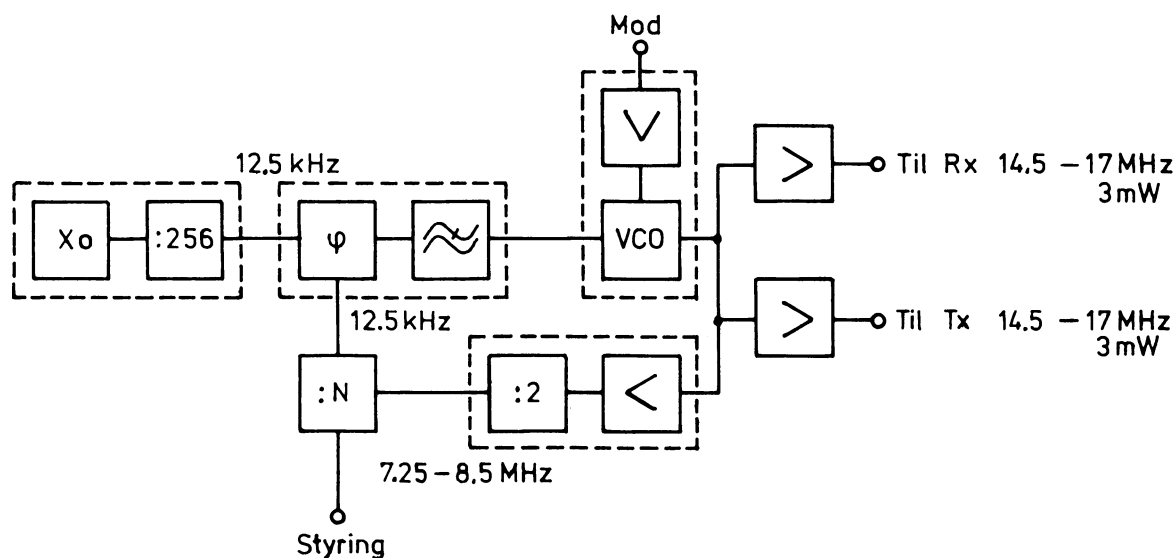 Mod
12.5 kHz
Til Rx 14.5 – 17 MHz
3 mW
Xo
:256
φ
VCO
12.5 kHz
Til Tx 14.5 – 17 MHz
3 mW
:N
:2
7.25 – 8.5 MHz
Styring